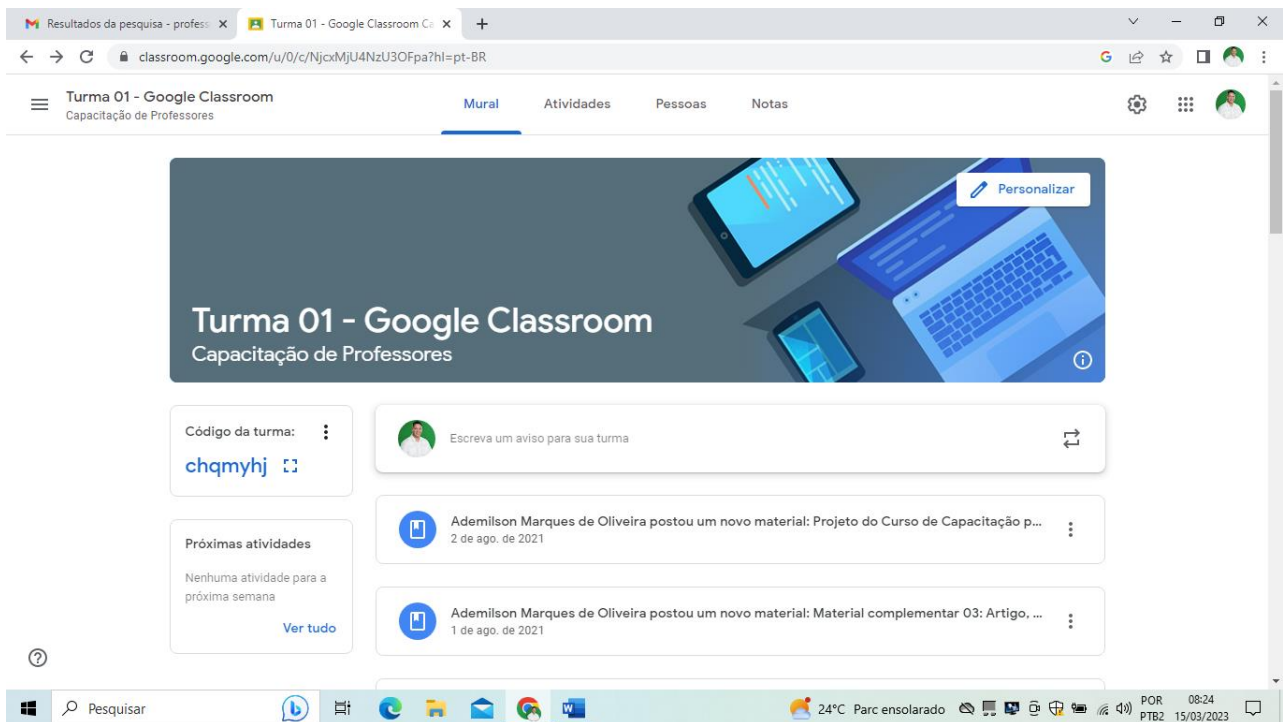 Resultados da pesquisa - profess
Turma 01 - Google Classroom Ca
classroom.google.com/u/0/c/NjcxMjU4NzU3OFpa?hl=pt-BR
Turma 01 - Google Classroom
Capacitação de Professores
Mural Atividades Pessoas Notas
Personalizar
Turma 01 - Google Classroom
Capacitação de Professores
Código da turma:
chqmyhj
Escreva um aviso para sua turma
Ademilson Marques de Oliveira postou um novo material: Projeto do Curso de Capacitação p...
2 de ago. de 2021
Próximas atividades
Nenhuma atividade para a
próxima semana
Ver tudo
Ademilson Marques de Oliveira postou um novo material: Material complementar 03: Artigo, ...
1 de ago. de 2021
Pesquisar
24°C Parc ensolarado
POR
PTB2
08:24
15/03/2023